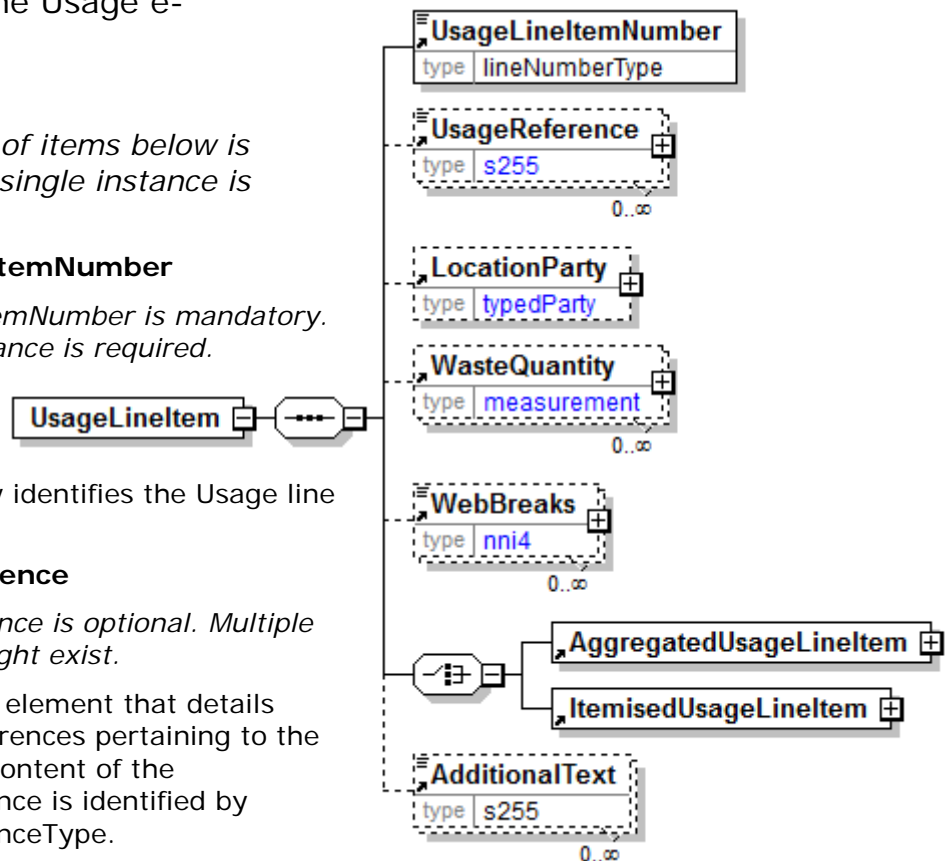 ne Usage e-
of items below is
single instance is
temNumber
emNumber is mandatory.
ance is required.
y identifies the Usage line
ence
nce is optional. Multiple
ght exist.
element that details
rences pertaining to the
ontent of the
nce is identified by
nceType.
UsageLineItem
UsageLineItemNumber
type lineNumberType
UsageReference
type s255
0..∞
LocationParty
type typedParty
WasteQuantity
type measurement
0..∞
WebBreaks
type nni4
0..∞
AggregatedUsageLineItem
ItemisedUsageLineItem
AdditionalText
type s255
0..∞